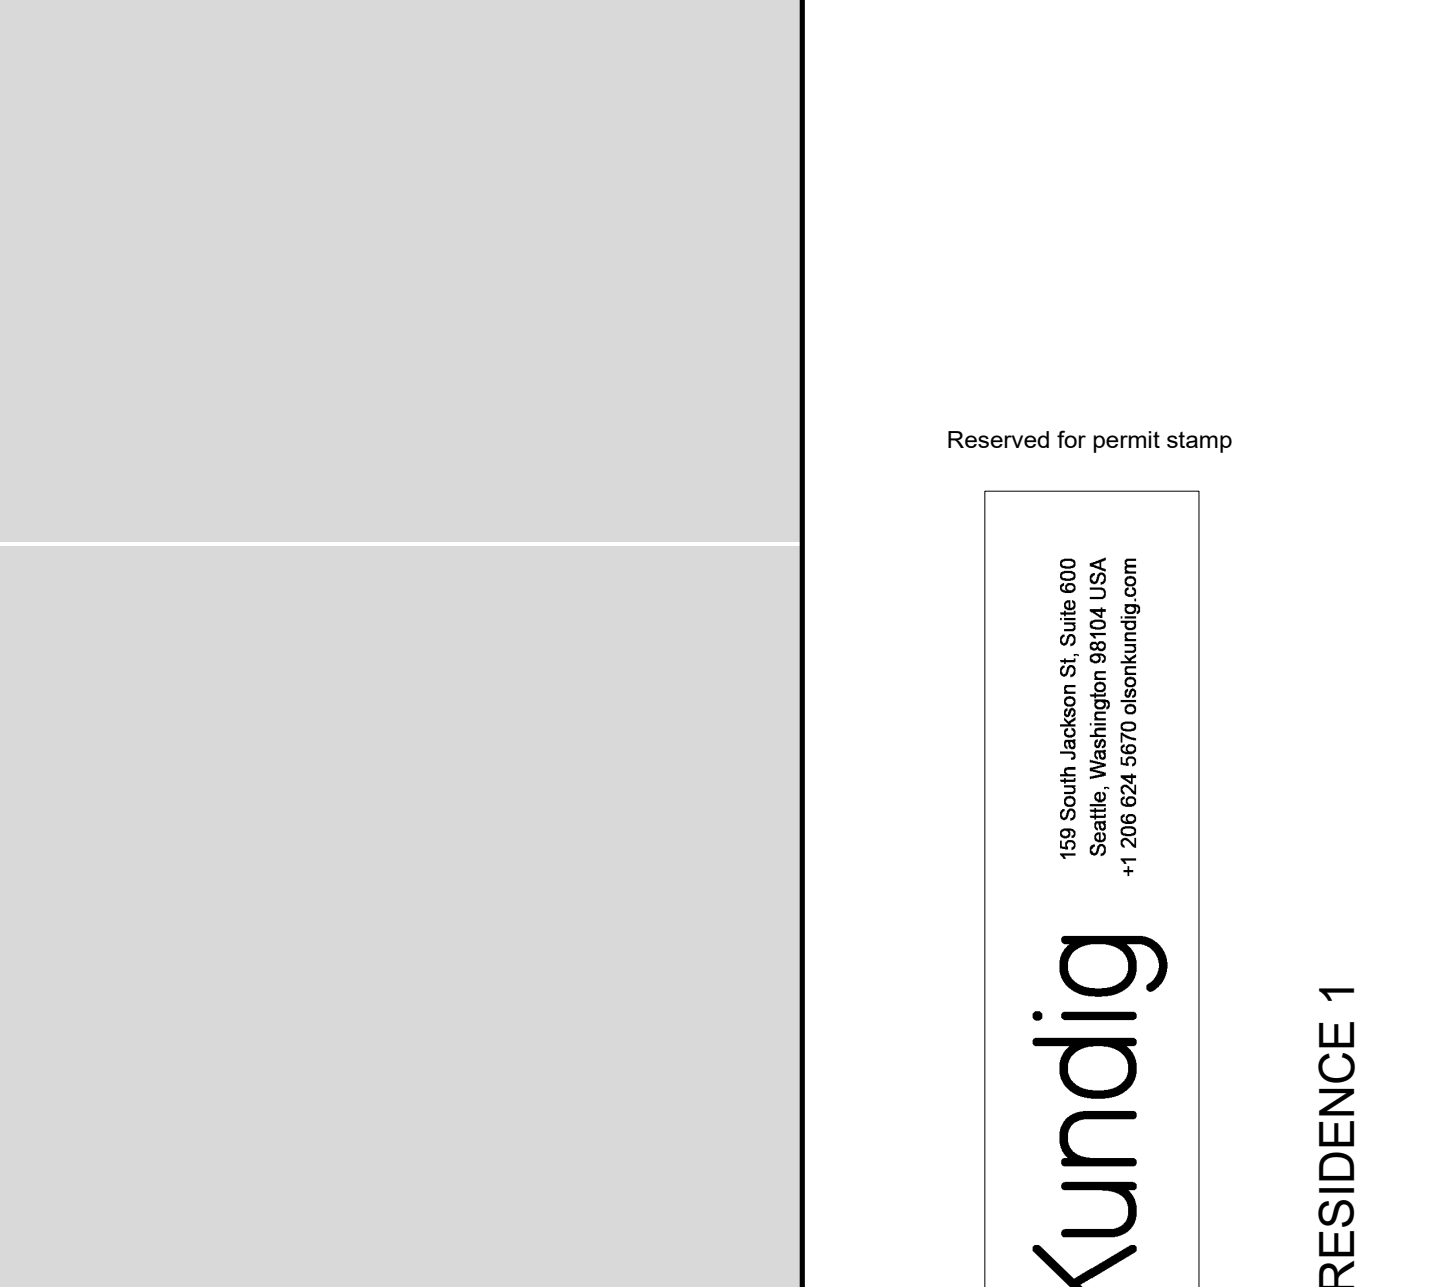 Reserved for permit stamp
159 South Jackson St, Suite 600
Seattle, Washington 98104 USA
+1 206 624 5670 olsonkundig.com
Kundig
RESIDENCE 1